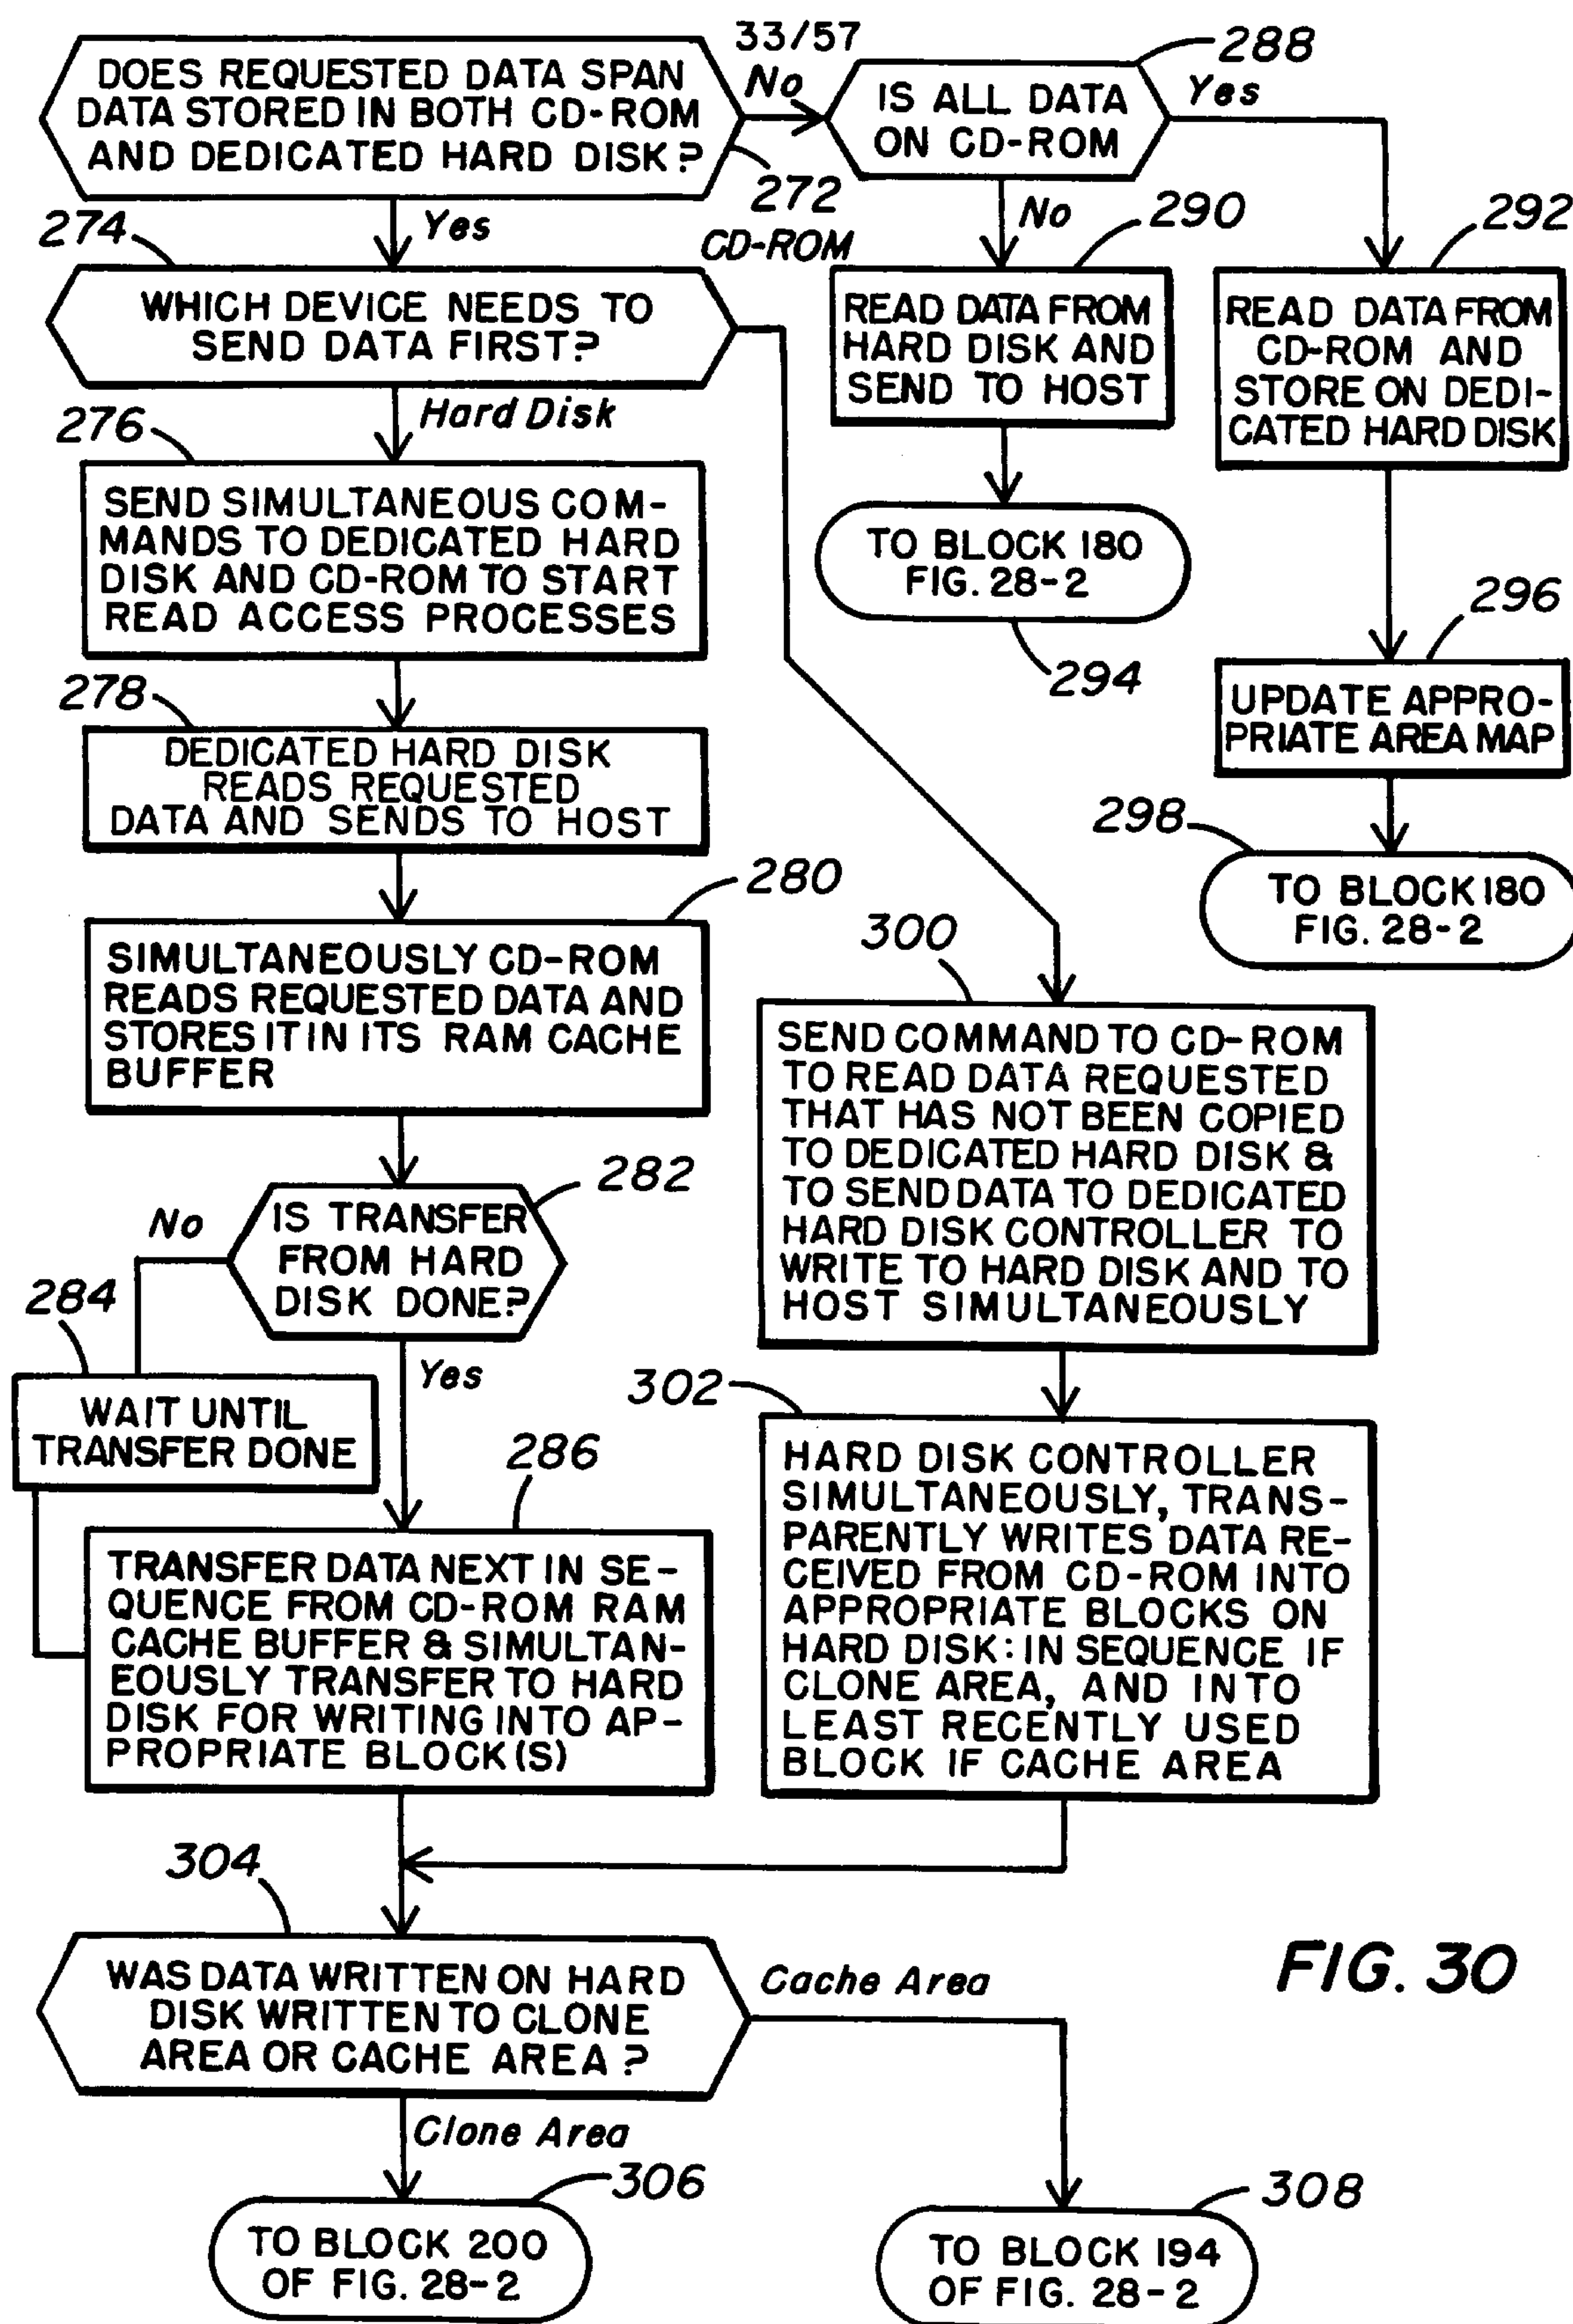 33/57
DOES REQUESTED DATA SPAN
DATA STORED IN BOTH CD-ROM
AND DEDICATED HARD DISK?
272
No
IS ALL DATA
ON CD-ROM
288
Yes
Yes
274
WHICH DEVICE NEEDS TO
SEND DATA FIRST?
CD-ROM
No
290
READ DATA FROM
HARD DISK AND
SEND TO HOST
292
READ DATA FROM
CD-ROM AND
STORE ON DEDI-
CATED HARD DISK
Hard Disk
276
SEND SIMULTANEOUS COM-
MANDS TO DEDICATED HARD
DISK AND CD-ROM TO START
READ ACCESS PROCESSES
TO BLOCK 180
FIG. 28-2
294
296
UPDATE APPRO-
PRIATE AREA MAP
278
DEDICATED HARD DISK
READS REQUESTED
DATA AND SENDS TO HOST
298
TO BLOCK 180
FIG. 28-2
280
SIMULTANEOUSLY CD-ROM
READS REQUESTED DATA AND
STORES IT IN ITS RAM CACHE
BUFFER
300
SEND COMMAND TO CD-ROM
TO READ DATA REQUESTED
THAT HAS NOT BEEN COPIED
TO DEDICATED HARD DISK &
TO SEND DATA TO DEDICATED
HARD DISK CONTROLLER TO
WRITE TO HARD DISK AND TO
HOST SIMULTANEOUSLY
282
IS TRANSFER
FROM HARD
DISK DONE?
No
284
WAIT UNTIL
TRANSFER DONE
Yes
286
TRANSFER DATA NEXT IN SE-
QUENCE FROM CD-ROM RAM
CACHE BUFFER & SIMULTAN-
EOUSLY TRANSFER TO HARD
DISK FOR WRITING INTO AP-
PROPRIATE BLOCK(S)
302
HARD DISK CONTROLLER
SIMULTANEOUSLY, TRANS-
PARENTLY WRITES DATA RE-
CEIVED FROM CD-ROM INTO
APPROPRIATE BLOCKS ON
HARD DISK: IN SEQUENCE IF
CLONE AREA, AND INTO
LEAST RECENTLY USED
BLOCK IF CACHE AREA
304
WAS DATA WRITTEN ON HARD
DISK WRITTEN TO CLONE
AREA OR CACHE AREA?
Cache Area
FIG. 30
Clone Area
306
TO BLOCK 200
OF FIG. 28-2
308
TO BLOCK 194
OF FIG. 28-2